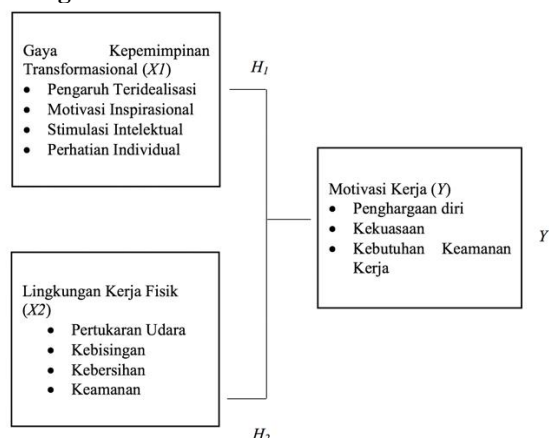 Gaya Kepemimpinan
Transformasional (X1)
• Pengaruh Teridealisasi
• Motivasi Inspirasional
• Stimulasi Intelektual
• Perhatian Individual
H1
Motivasi Kerja (Y)
• Penghargaan diri
• Kekuasaan
• Kebutuhan Keamanan
Kerja
Y
Lingkungan Kerja Fisik
(X2)
• Pertukaran Udara
• Kebisingan
• Kebersihan
• Keamanan
H2